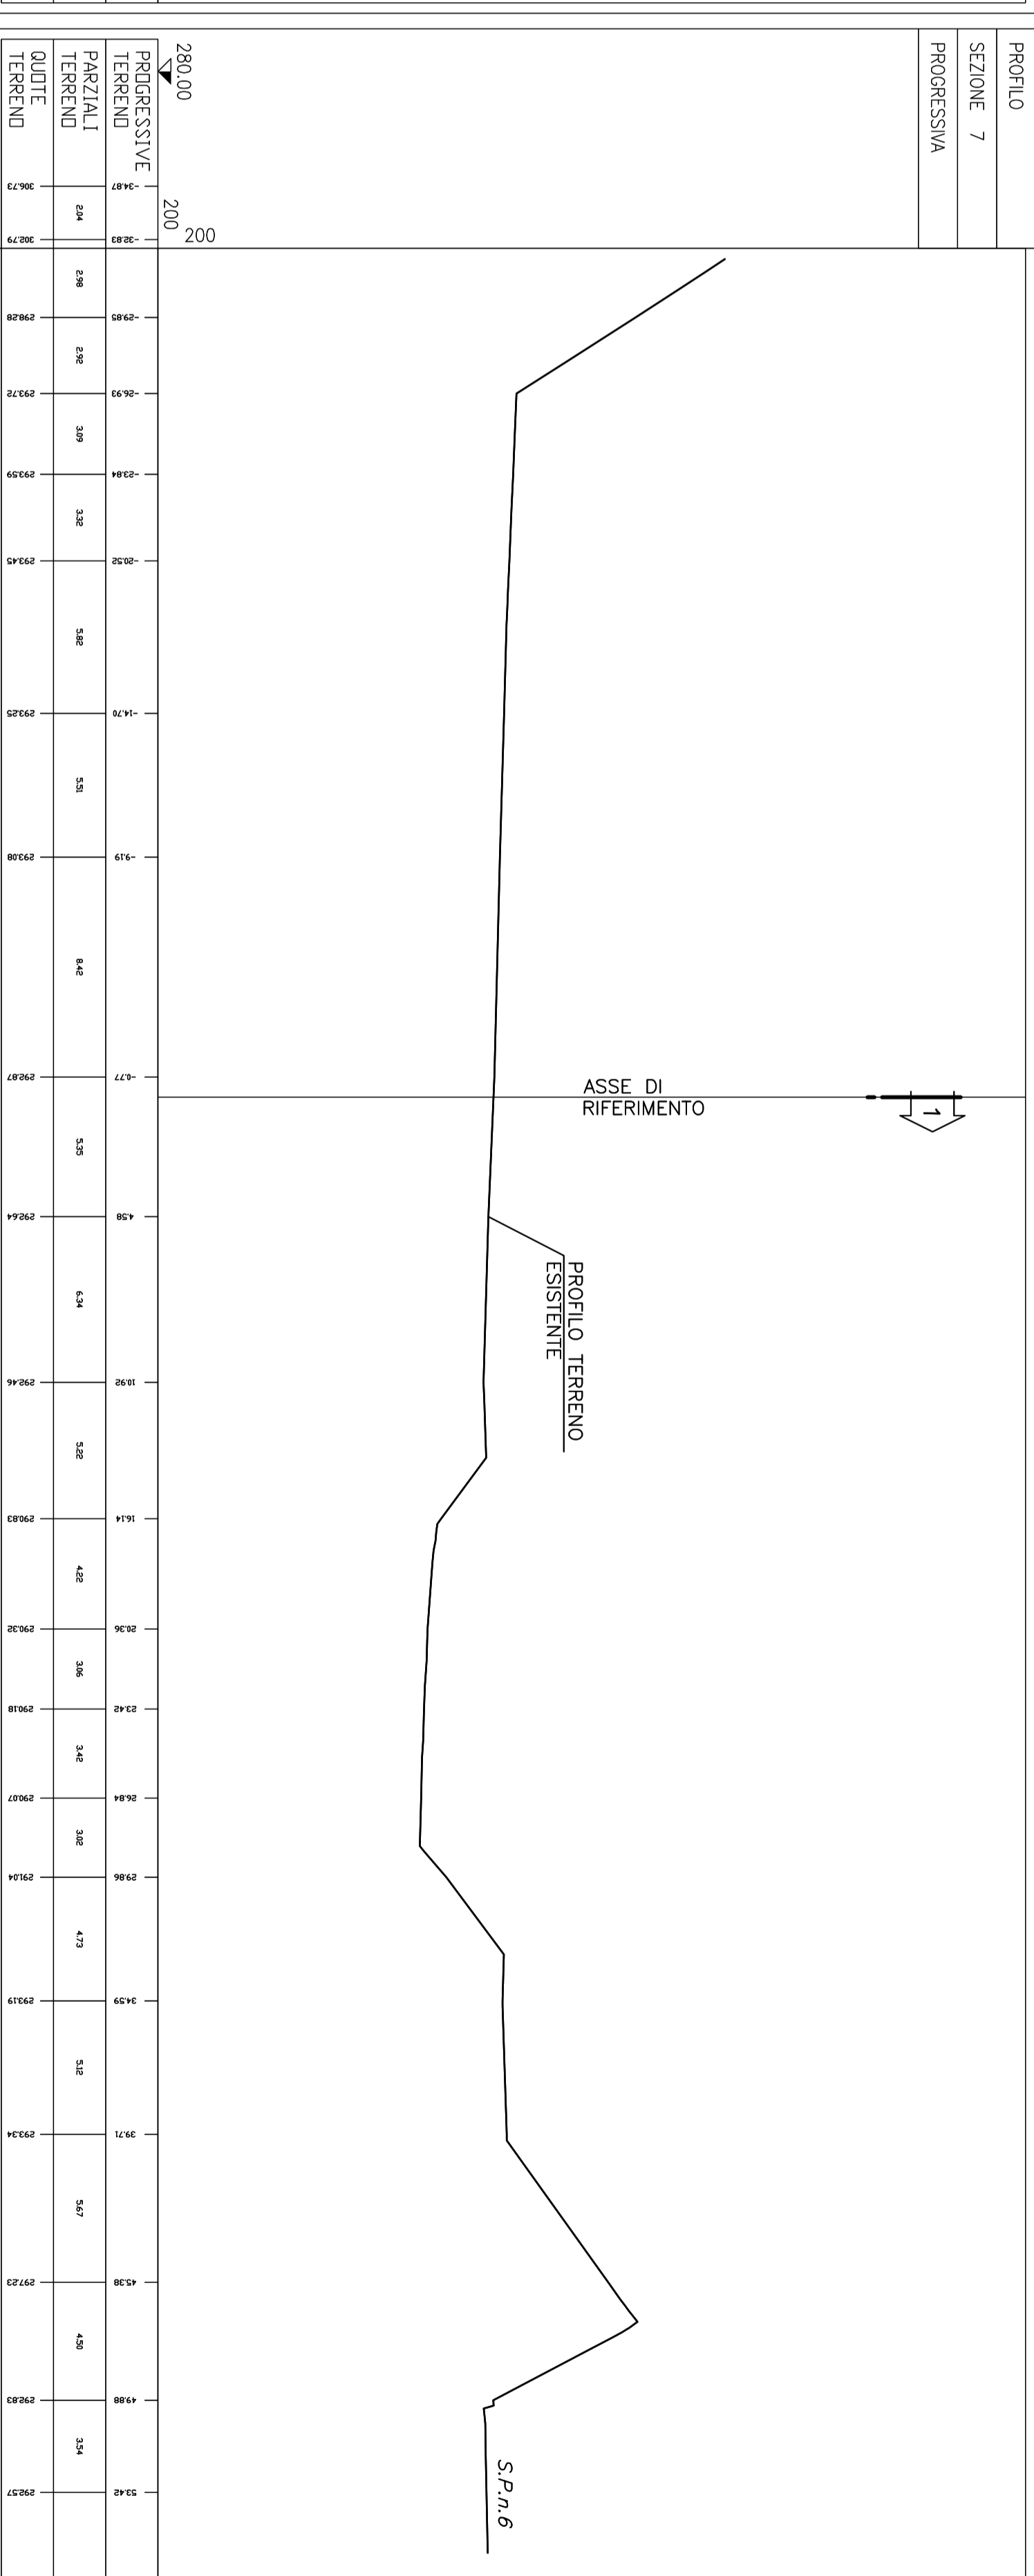 PROFILO
SEZIONE 7
PROGRESSIVA
ASSE DI
RIFERIMENTO
1
PROFILO TERRENO
ESISTENTE
S.P.n.6
280.00
200
200
PROGRESSIVE
TERRENO
-34.87 -32.83 -29.85 -26.93 -23.84 -20.52 -14.70 -9.19 -0.77 4.58 10.92 16.14 20.36 23.42 26.84 29.86 34.59 39.71 45.38 49.88 53.42
PARZIALI
TERRENO
2.04 2.98 2.92 3.09 3.32 5.82 5.51 8.42 5.35 6.34 5.22 4.22 3.06 3.42 3.02 4.73 5.12 5.67 4.50 3.54
QUOTE
TERRENO
306.73 302.79 298.28 293.72 293.59 293.45 293.25 293.08 292.87 292.64 292.46 290.83 290.32 290.18 290.07 291.04 293.19 293.34 297.23 292.83 292.57